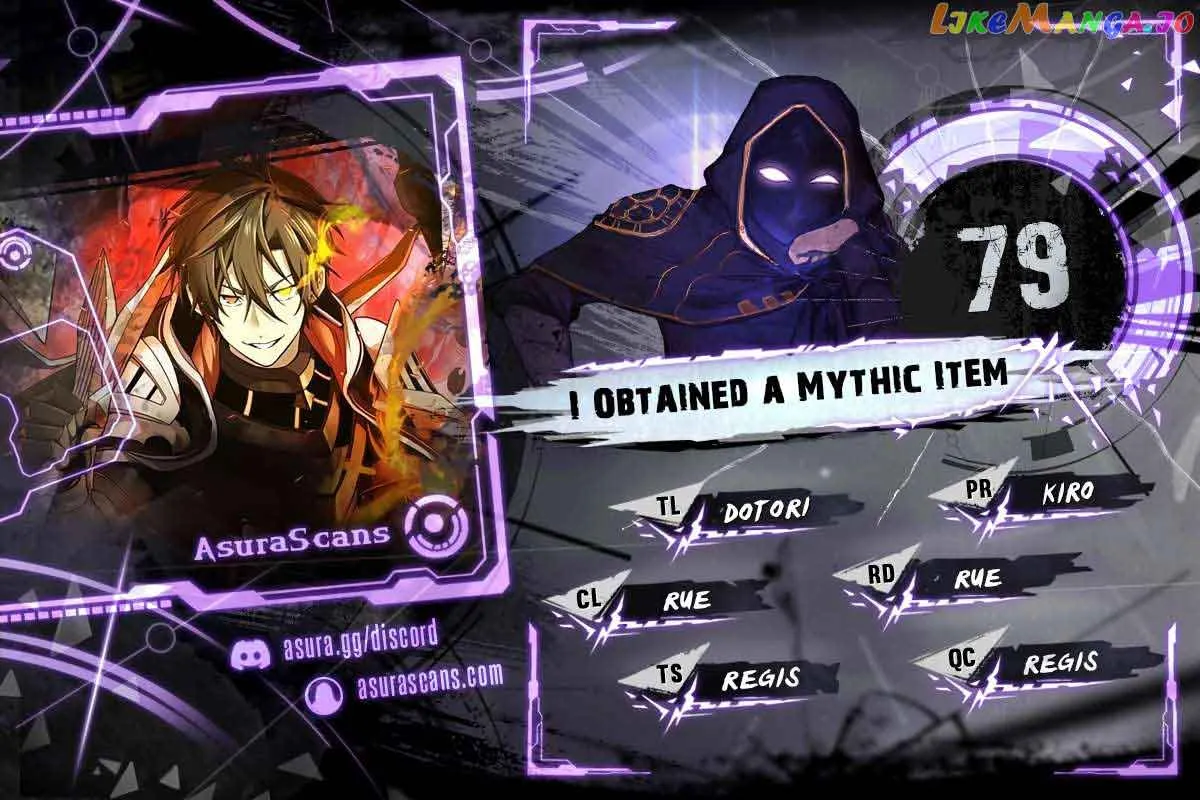 LIKEMANGA.IO
79
I OBTAINED A MYTHIC ITEM
TL DOTORI
PR KIRO
CL RUE
RD RUE
TS REGIS
QC REGIS
AsuraScans
asura.gg/discord
asurascans.com